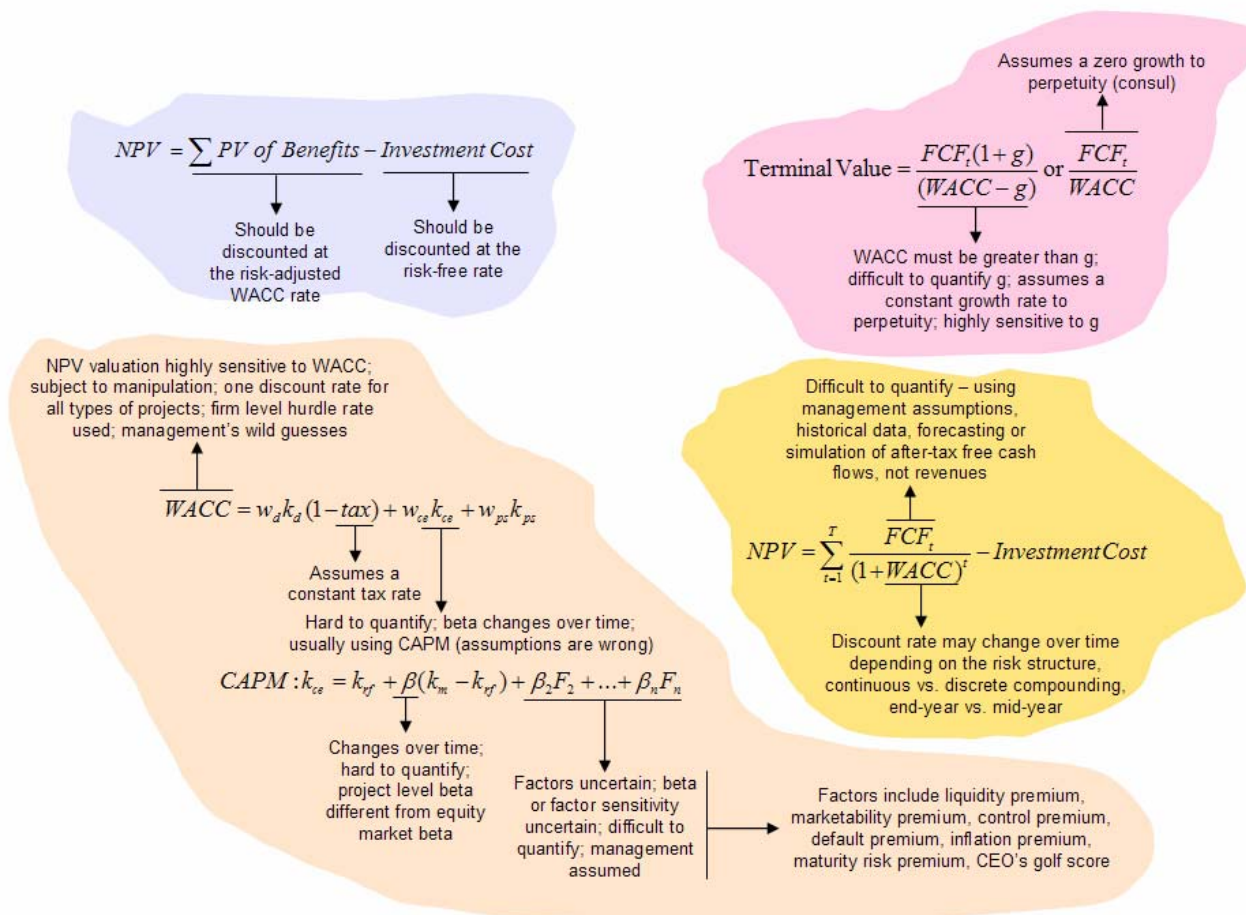 NPV = ∑ PV of Benefits − Investment Cost
Should be
discounted at
the risk-adjusted
WACC rate
Should be
discounted at the
risk-free rate
Assumes a zero growth to
perpetuity (consul)
Terminal Value = FCF_t(1+g) / (WACC − g) or FCF_t / WACC
WACC must be greater than g;
difficult to quantify g; assumes a
constant growth rate to
perpetuity; highly sensitive to g
NPV valuation highly sensitive to WACC;
subject to manipulation; one discount rate for
all types of projects; firm level hurdle rate
used; management's wild guesses
WACC = w_d k_d (1−tax) + w_ce k_ce + w_ps k_ps
Assumes a
constant tax rate
Hard to quantify; beta changes over time;
usually using CAPM (assumptions are wrong)
CAPM : k_ce = k_rf + β(k_m − k_rf) + β_2 F_2 + ... + β_n F_n
Changes over time;
hard to quantify;
project level beta
different from equity
market beta
Factors uncertain; beta
or factor sensitivity
uncertain; difficult to
quantify; management
assumed
Factors include liquidity premium,
marketability premium, control premium,
default premium, inflation premium,
maturity risk premium, CEO's golf score
Difficult to quantify – using
management assumptions,
historical data, forecasting or
simulation of after-tax free cash
flows, not revenues
NPV = ∑_{t=1}^{T} FCF_t / (1+WACC)^t − Investment Cost
Discount rate may change over time
depending on the risk structure,
continuous vs. discrete compounding,
end-year vs. mid-year